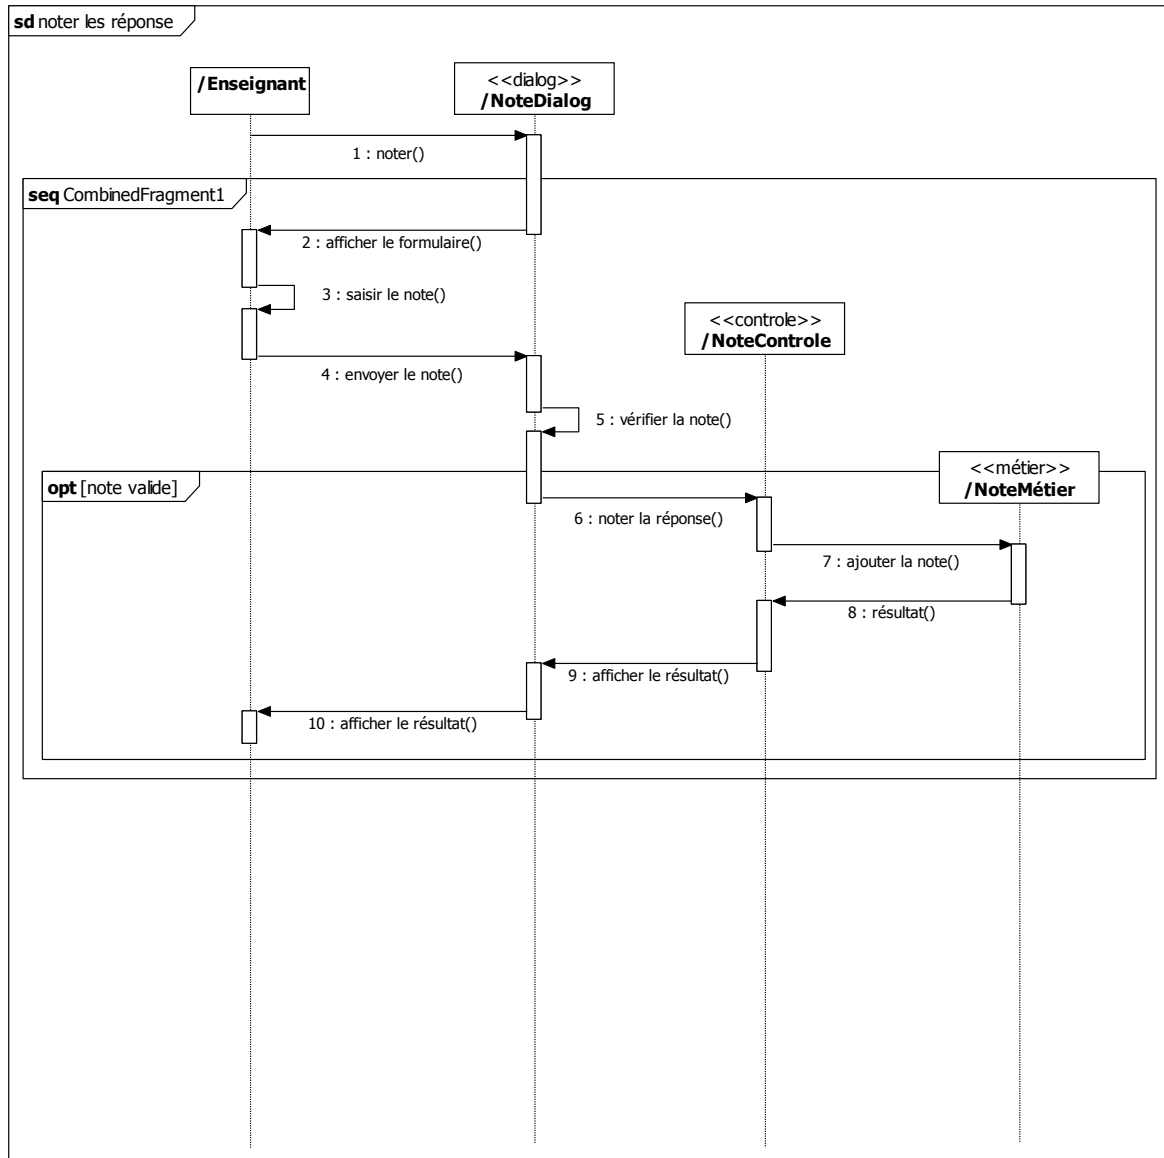 sd noter les réponse
/Enseignant
<<dialog>>
/NoteDialog
1 : noter()
seq CombinedFragment1
2 : afficher le formulaire()
3 : saisir le note()
<<controle>>
/NoteControle
4 : envoyer le note()
5 : vérifier la note()
<<métier>>
/NoteMétier
opt [note valide]
6 : noter la réponse()
7 : ajouter la note()
8 : résultat()
9 : afficher le résultat()
10 : afficher le résultat()